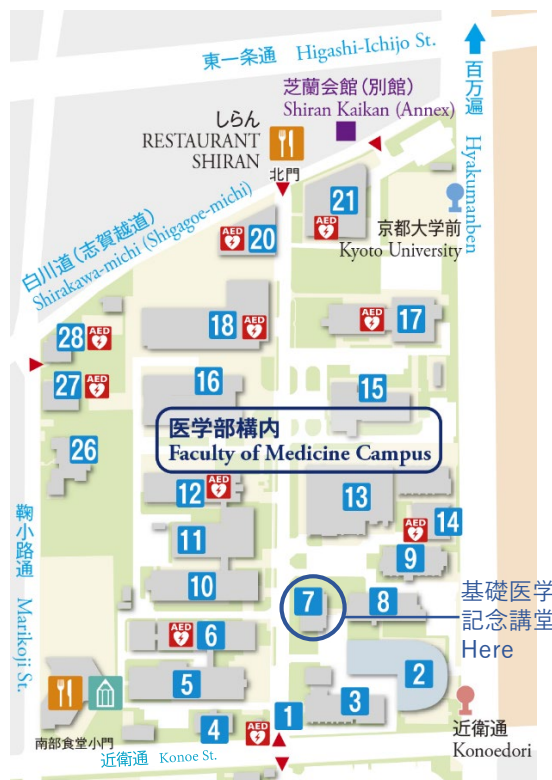 東一条通 Higashi-Ichijo St.
百万遍 Hyakumanben
芝蘭会館(別館)
Shiran Kaikan (Annex)
しらん
RESTAURANT
SHIRAN
北門
21
AED
20
AED
京都大学前
Kyoto University
白川道(志賀越道)
Shirakawa-michi (Shigagoe-michi)
28
AED
18
AED
AED
17
27
AED
16
15
医学部構内
Faculty of Medicine Campus
26
12
AED
13
AED
14
11
9
10
7
8
基礎医学
記念講堂
Here
鞠小路通 Marikoji St.
AED
6
5
2
3
1
4
AED
南部食堂小門
近衛通 Konoe St.
近衛通
Konoedori